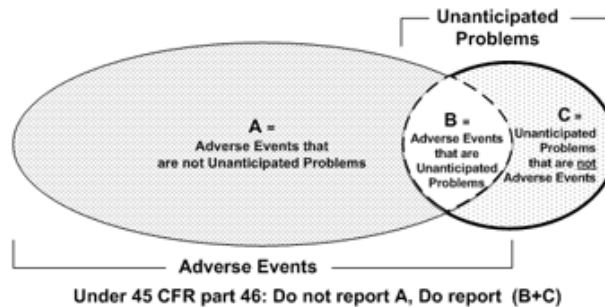 Unanticipated
Problems
A =
Adverse Events that
are not Unanticipated Problems
B =
Adverse Events
that are
Unanticipated
Problems
C =
Unanticipated
Problems
that are not
Adverse Events
Adverse Events
Under 45 CFR part 46: Do not report A, Do report (B+C)